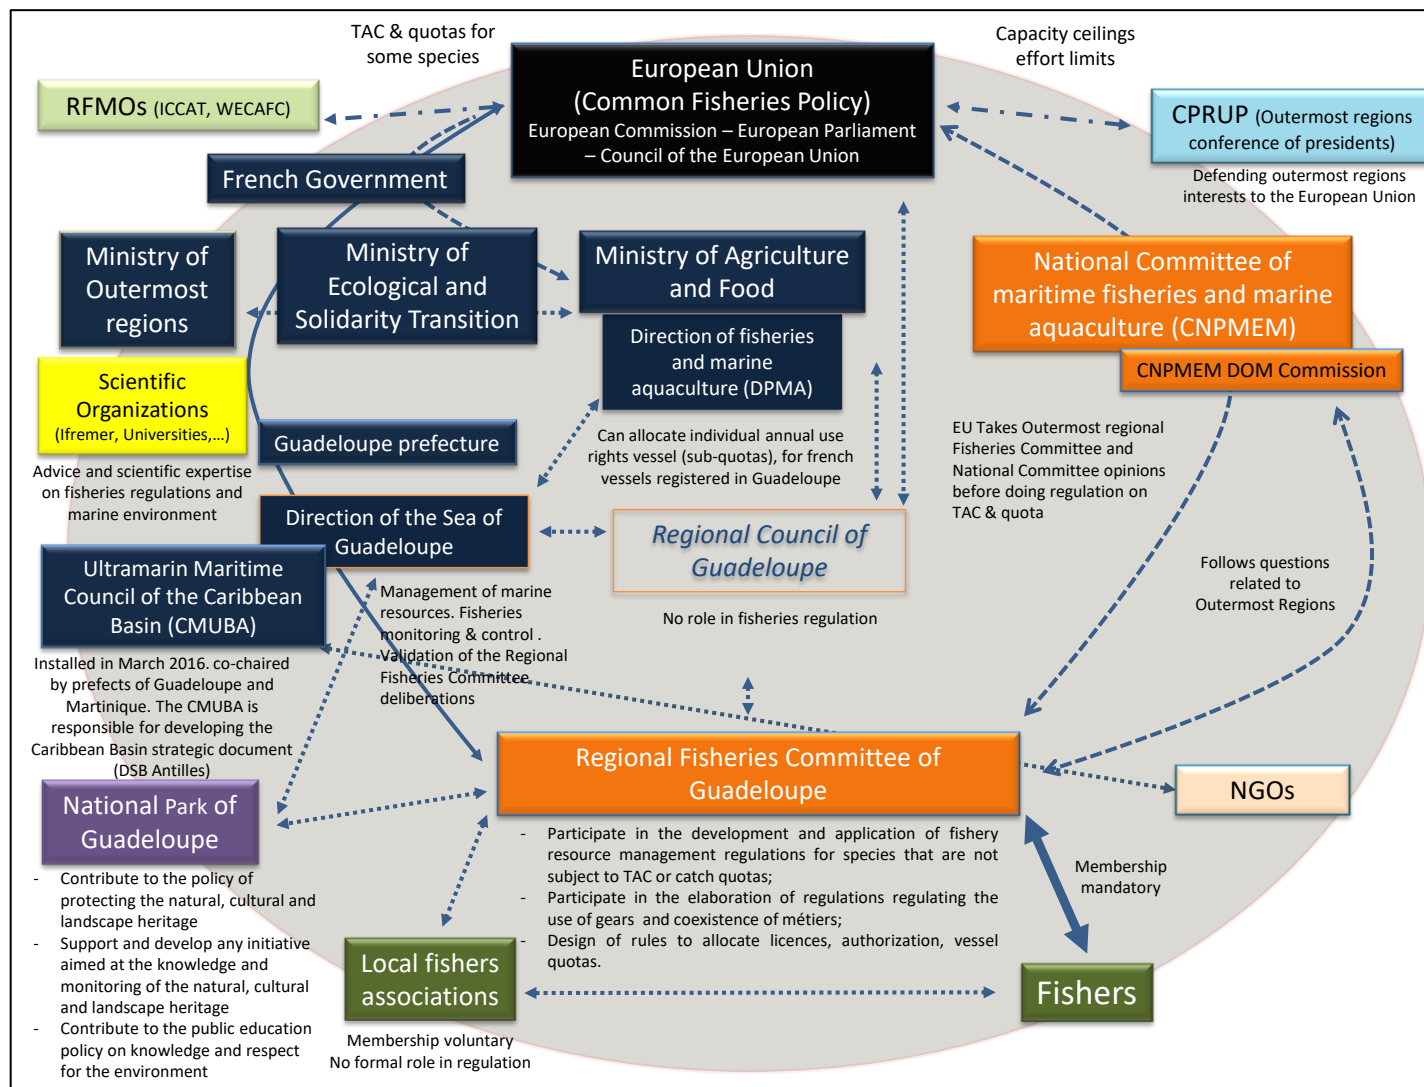 TAC & quotas for
some species
Capacity ceilings
effort limits
European Union
(Common Fisheries Policy)
European Commission – European Parliament
– Council of the European Union
RFMOs (ICCAT, WECAFC)
CPRUP (Outermost regions
conference of presidents)
Defending outermost regions
interests to the European Union
French Government
Ministry of
Outermost
regions
Ministry of
Ecological and
Solidarity Transition
Ministry of Agriculture
and Food
National Committee of
maritime fisheries and marine
aquaculture (CNPMEM)
Direction of fisheries
and marine
aquaculture (DPMA)
CNPMEM DOM Commission
Scientific
Organizations
(Ifremer, Universities,...)
Advice and scientific expertise
on fisheries regulations and
marine environment
Guadeloupe prefecture
Can allocate individual annual use
rights vessel (sub-quotas), for french
vessels registered in Guadeloupe
EU Takes Outermost regional
Fisheries Committee and
National Committee opinions
before doing regulation on
TAC & quota
Direction of the Sea of
Guadeloupe
Regional Council of
Guadeloupe
No role in fisheries regulation
Follows questions
related to
Outermost Regions
Ultramarin Maritime
Council of the Caribbean
Basin (CMUBA)
Management of marine
resources. Fisheries
monitoring & control .
Validation of the Regional
Fisheries Committee
deliberations
Installed in March 2016. co-chaired
by prefects of Guadeloupe and
Martinique. The CMUBA is
responsible for developing the
Caribbean Basin strategic document
(DSB Antilles)
Regional Fisheries Committee of
Guadeloupe
NGOs
National Park of
Guadeloupe
- Participate in the development and application of fishery
resource management regulations for species that are not
subject to TAC or catch quotas;
- Participate in the elaboration of regulations regulating the
use of gears and coexistence of métiers;
- Design of rules to allocate licences, authorization, vessel
quotas.
Membership
mandatory
- Contribute to the policy of
protecting the natural, cultural and
landscape heritage
- Support and develop any initiative
aimed at the knowledge and
monitoring of the natural, cultural
and landscape heritage
- Contribute to the public education
policy on knowledge and respect
for the environment
Local fishers
associations
Membership voluntary
No formal role in regulation
Fishers